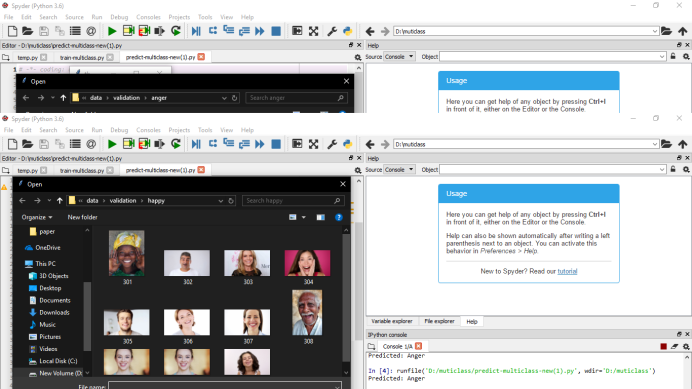 Spyder (Python 3.6)
File Edit Search Source Run Debug Consoles Projects Tools View Help
D:\muticlass
Editor - D:\muticlass\predict-multiclass-new(1).py
Help
temp.py train-multiclass.py predict-multiclass-new(1).py
Source Console Object
Open
Usage
data validation anger
Search anger
Here you can get help of any object by pressing Ctrl+I
in front of it, either on the Editor or the Console.
Spyder (Python 3.6)
File Edit Search Source Run Debug Consoles Projects Tools View Help
D:\muticlass
Editor - D:\muticlass\predict-multiclass-new(1).py
Help
temp.py train-multiclass.py predict-multiclass-new(1).py
Source Console Object
Open
Usage
data validation happy
Search happy
Organize New folder
Here you can get help of any object by pressing Ctrl+I
in front of it, either on the Editor or the Console.
Help can also be shown automatically after writing a left
parenthesis next to an object. You can activate this
behavior in Preferences > Help.
New to Spyder? Read our tutorial
paper
OneDrive
This PC
3D Objects
Desktop
Documents
Downloads
Music
Pictures
Videos
Local Disk (C:)
New Volume (D:
301
302
303
304
305
306
307
308
File name:
Variable explorer File explorer Help
IPython console
Console 1/A
Predicted: Anger
In [4]: runfile('D:/muticlass/predict-multiclass-new(1).py', wdir='D:/muticlass')
Predicted: Anger